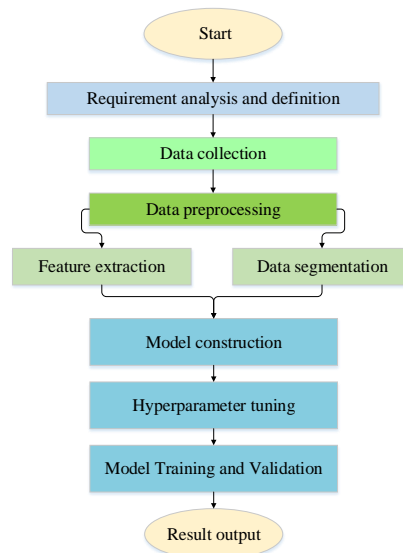 Start
Requirement analysis and definition
Data collection
Data preprocessing
Feature extraction
Data segmentation
Model construction
Hyperparameter tuning
Model Training and Validation
Result output